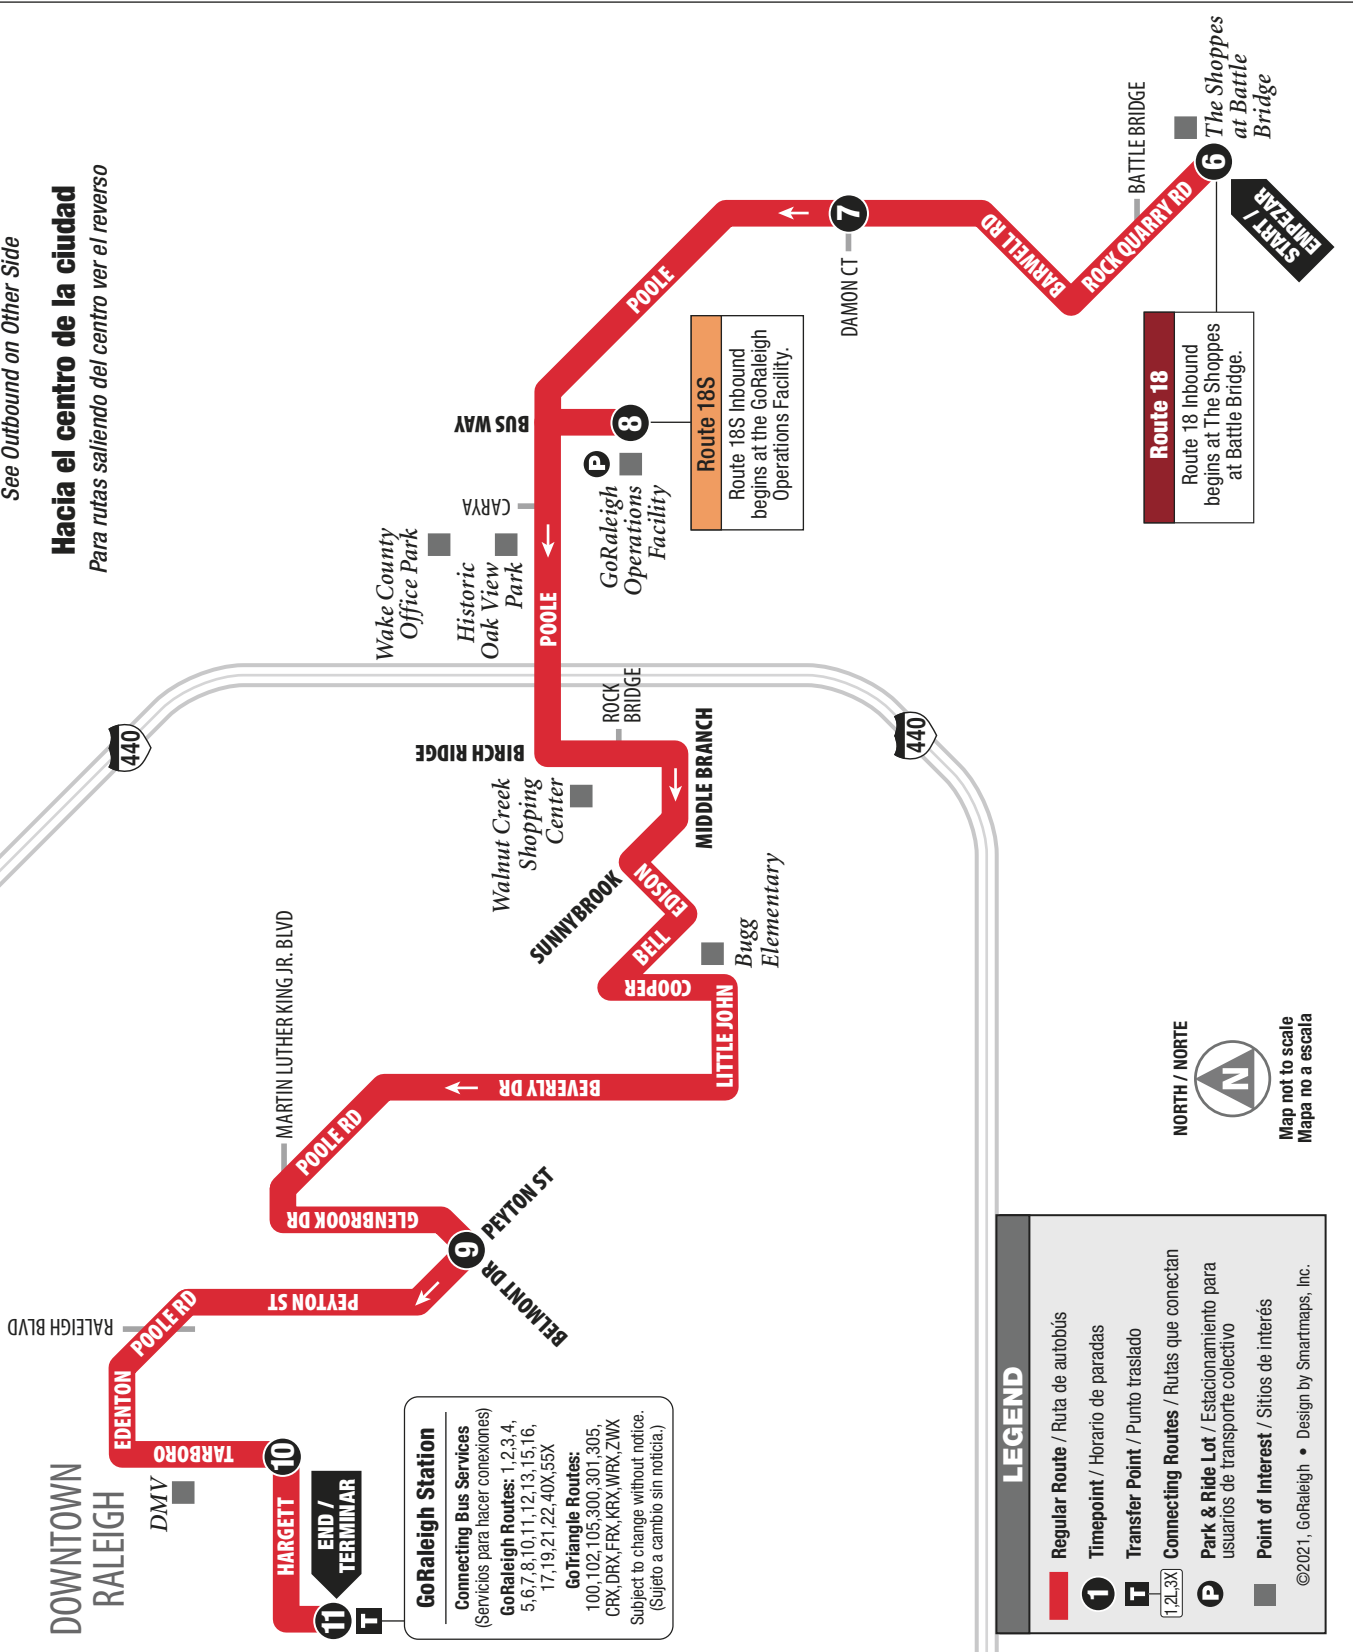 See Outbound on Other Side
Hacia el centro de la ciudad
Para rutas saliendo del centro ver el reverso
DOWNTOWN
RALEIGH
DMV
END /
TERMINAR
11
T
HARGETT
10
TARBORO
EDENTON
POOLE RD
RALEIGH BLVD
PEYTON ST
9
BELMONT DR
PEYTON ST
GLENBROOK DR
MARTIN LUTHER KING JR. BLVD
POOLE RD
BEVERLY DR
LITTLE JOHN
COOPER
BELL
EDISON
SUNNYBROOK
Bugg
Elementary
MIDDLE BRANCH
Walnut Creek
Shopping
Center
ROCK
BRIDGE
BIRCH RIDGE
440
440
POOLE
Wake County
Office Park
Historic
Oak View
Park
CARYA
BUS WAY
P
8
GoRaleigh
Operations
Facility
Route 18S
Route 18S Inbound
begins at the GoRaleigh
Operations Facility.
POOLE
7
DAMON CT
BARWELL RD
ROCK QUARRY RD
BATTLE BRIDGE
6
The Shoppes
at Battle
Bridge
START /
EMPEZAR
Route 18
Route 18 Inbound
begins at The Shoppes
at Battle Bridge.
GoRaleigh Station
Connecting Bus Services
(Servicios para hacer conexiones)
GoRaleigh Routes: 1,2,3,4,
5,6,7,8,10,11,12,13,15,16,
17,19,21,22,40X,55X
GoTriangle Routes:
100,102,105,300,301,305,
CRX,DRX,FRX,KRX,WRX,ZWX
Subject to change without notice.
(Sujeto a cambio sin noticia.)
LEGEND
Regular Route / Ruta de autobús
1 Timepoint / Horario de paradas
T Transfer Point / Punto traslado
1,2L,3X Connecting Routes / Rutas que conectan
P Park & Ride Lot / Estacionamiento para
usuarios de transporte colectivo
Point of Interest / Sitios de interés
©2021, GoRaleigh • Design by Smartmaps, Inc.
NORTH / NORTE
N
Map not to scale
Mapa no a escala